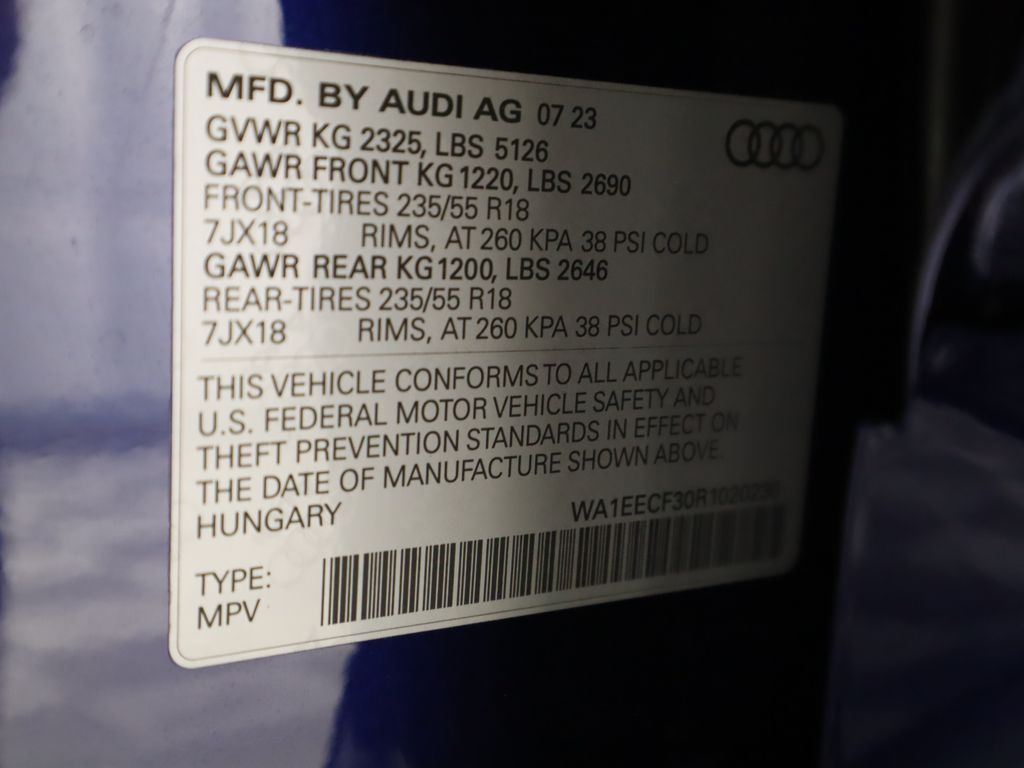 MFD. BY AUDI AG 07 23
GVWR KG 2325, LBS 5126
GAWR FRONT KG 1220, LBS 2690
FRONT-TIRES 235/55 R18
7JX18 RIMS, AT 260 KPA 38 PSI COLD
GAWR REAR KG 1200, LBS 2646
REAR-TIRES 235/55 R18
7JX18 RIMS, AT 260 KPA 38 PSI COLD
THIS VEHICLE CONFORMS TO ALL APPLICABLE
U.S. FEDERAL MOTOR VEHICLE SAFETY AND
THEFT PREVENTION STANDARDS IN EFFECT ON
THE DATE OF MANUFACTURE SHOWN ABOVE.
HUNGARY WA1EECF30R1020230
TYPE:
MPV